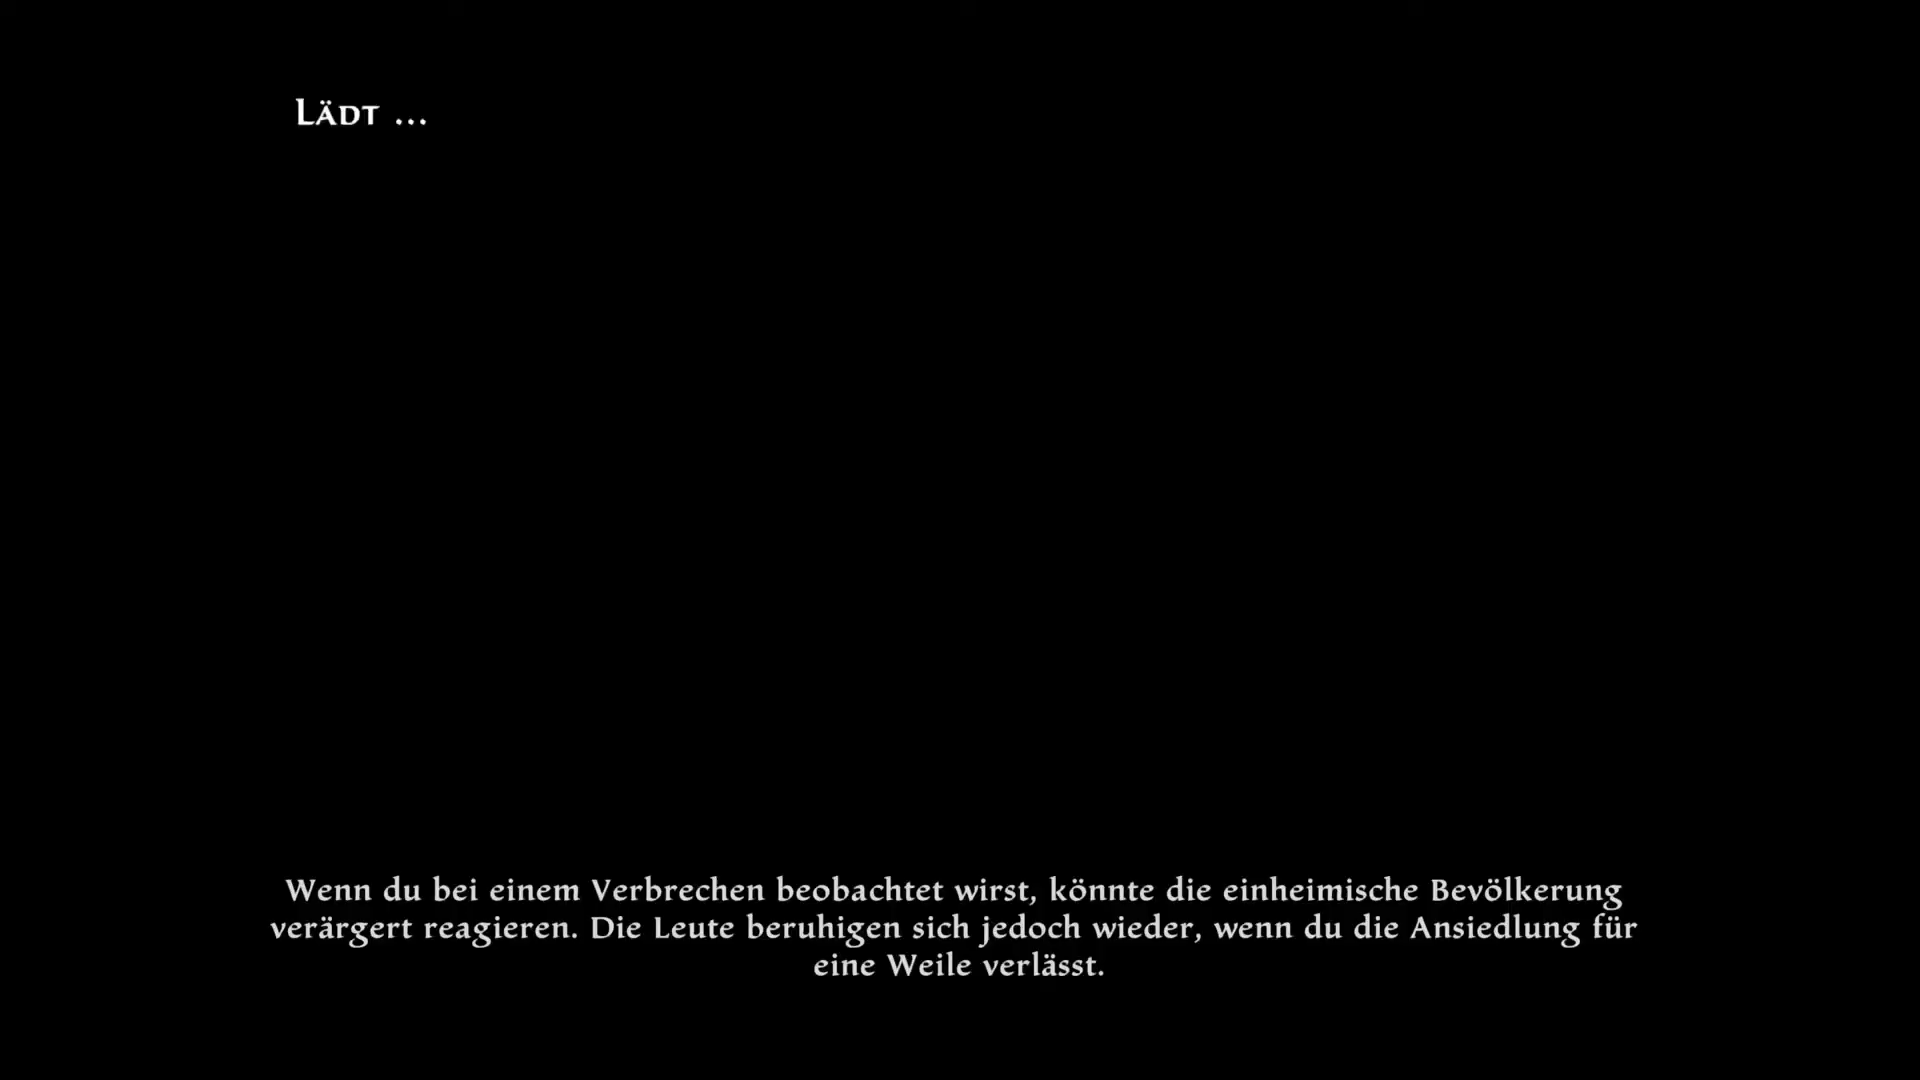 Lädt ...
Wenn du bei einem Verbrechen beobachtet wirst, könnte die einheimische Bevölkerung
verärgert reagieren. Die Leute beruhigen sich jedoch wieder, wenn du die Ansiedlung für
eine Weile verlässt.